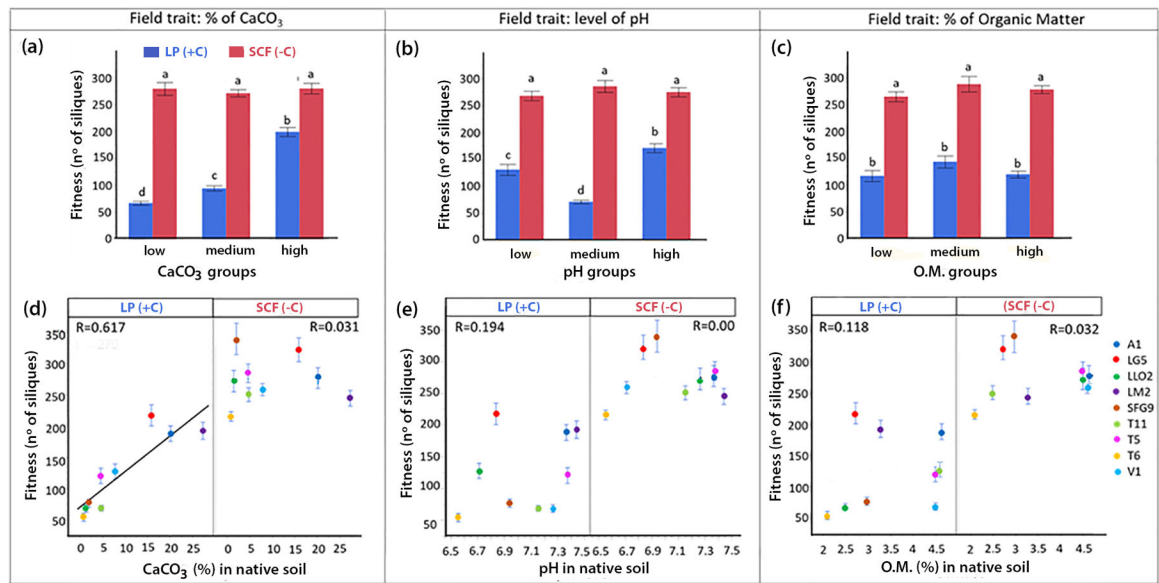 Field trait: % of CaCO₃
Field trait: level of pH
Field trait: % of Organic Matter
(a)
LP (+C)
SCF (-C)
Fitness (nº of siliques)
300
250
200
150
100
50
0
d
a
c
a
b
a
low
medium
high
CaCO₃ groups
(b)
Fitness (nº of siliques)
300
250
200
150
100
50
0
c
a
d
a
b
a
low
medium
high
pH groups
(c)
Fitness (nº of siliques)
300
250
200
150
100
50
0
b
a
b
a
b
a
low
medium
high
O.M. groups
(d)
LP (+C)
SCF (-C)
R=0.617
R=0.031
Fitness (nº of siliques)
350
300
250
200
150
100
50
0 5 15 20 25
0 5 15 20 25
CaCO₃ (%) in native soil
(e)
LP (+C)
SCF (-C)
R=0.194
R=0.00
Fitness (nº of siliques)
350
300
250
200
150
100
50
6.5 6.7 6.9 7.1 7.3 7.5
6.5 6.7 6.9 7.1 7.3 7.5
pH in native soil
(f)
LP (+C)
(SCF (-C)
R=0.118
R=0.032
Fitness (nº of siliques)
350
300
250
200
150
100
50
2 2.5 3 3.5 4 4.5
2 2.5 3 3.5 4 4.5
O.M. (%) in native soil
A1
LG5
LLO2
LM2
SFG9
T11
T5
T6
V1